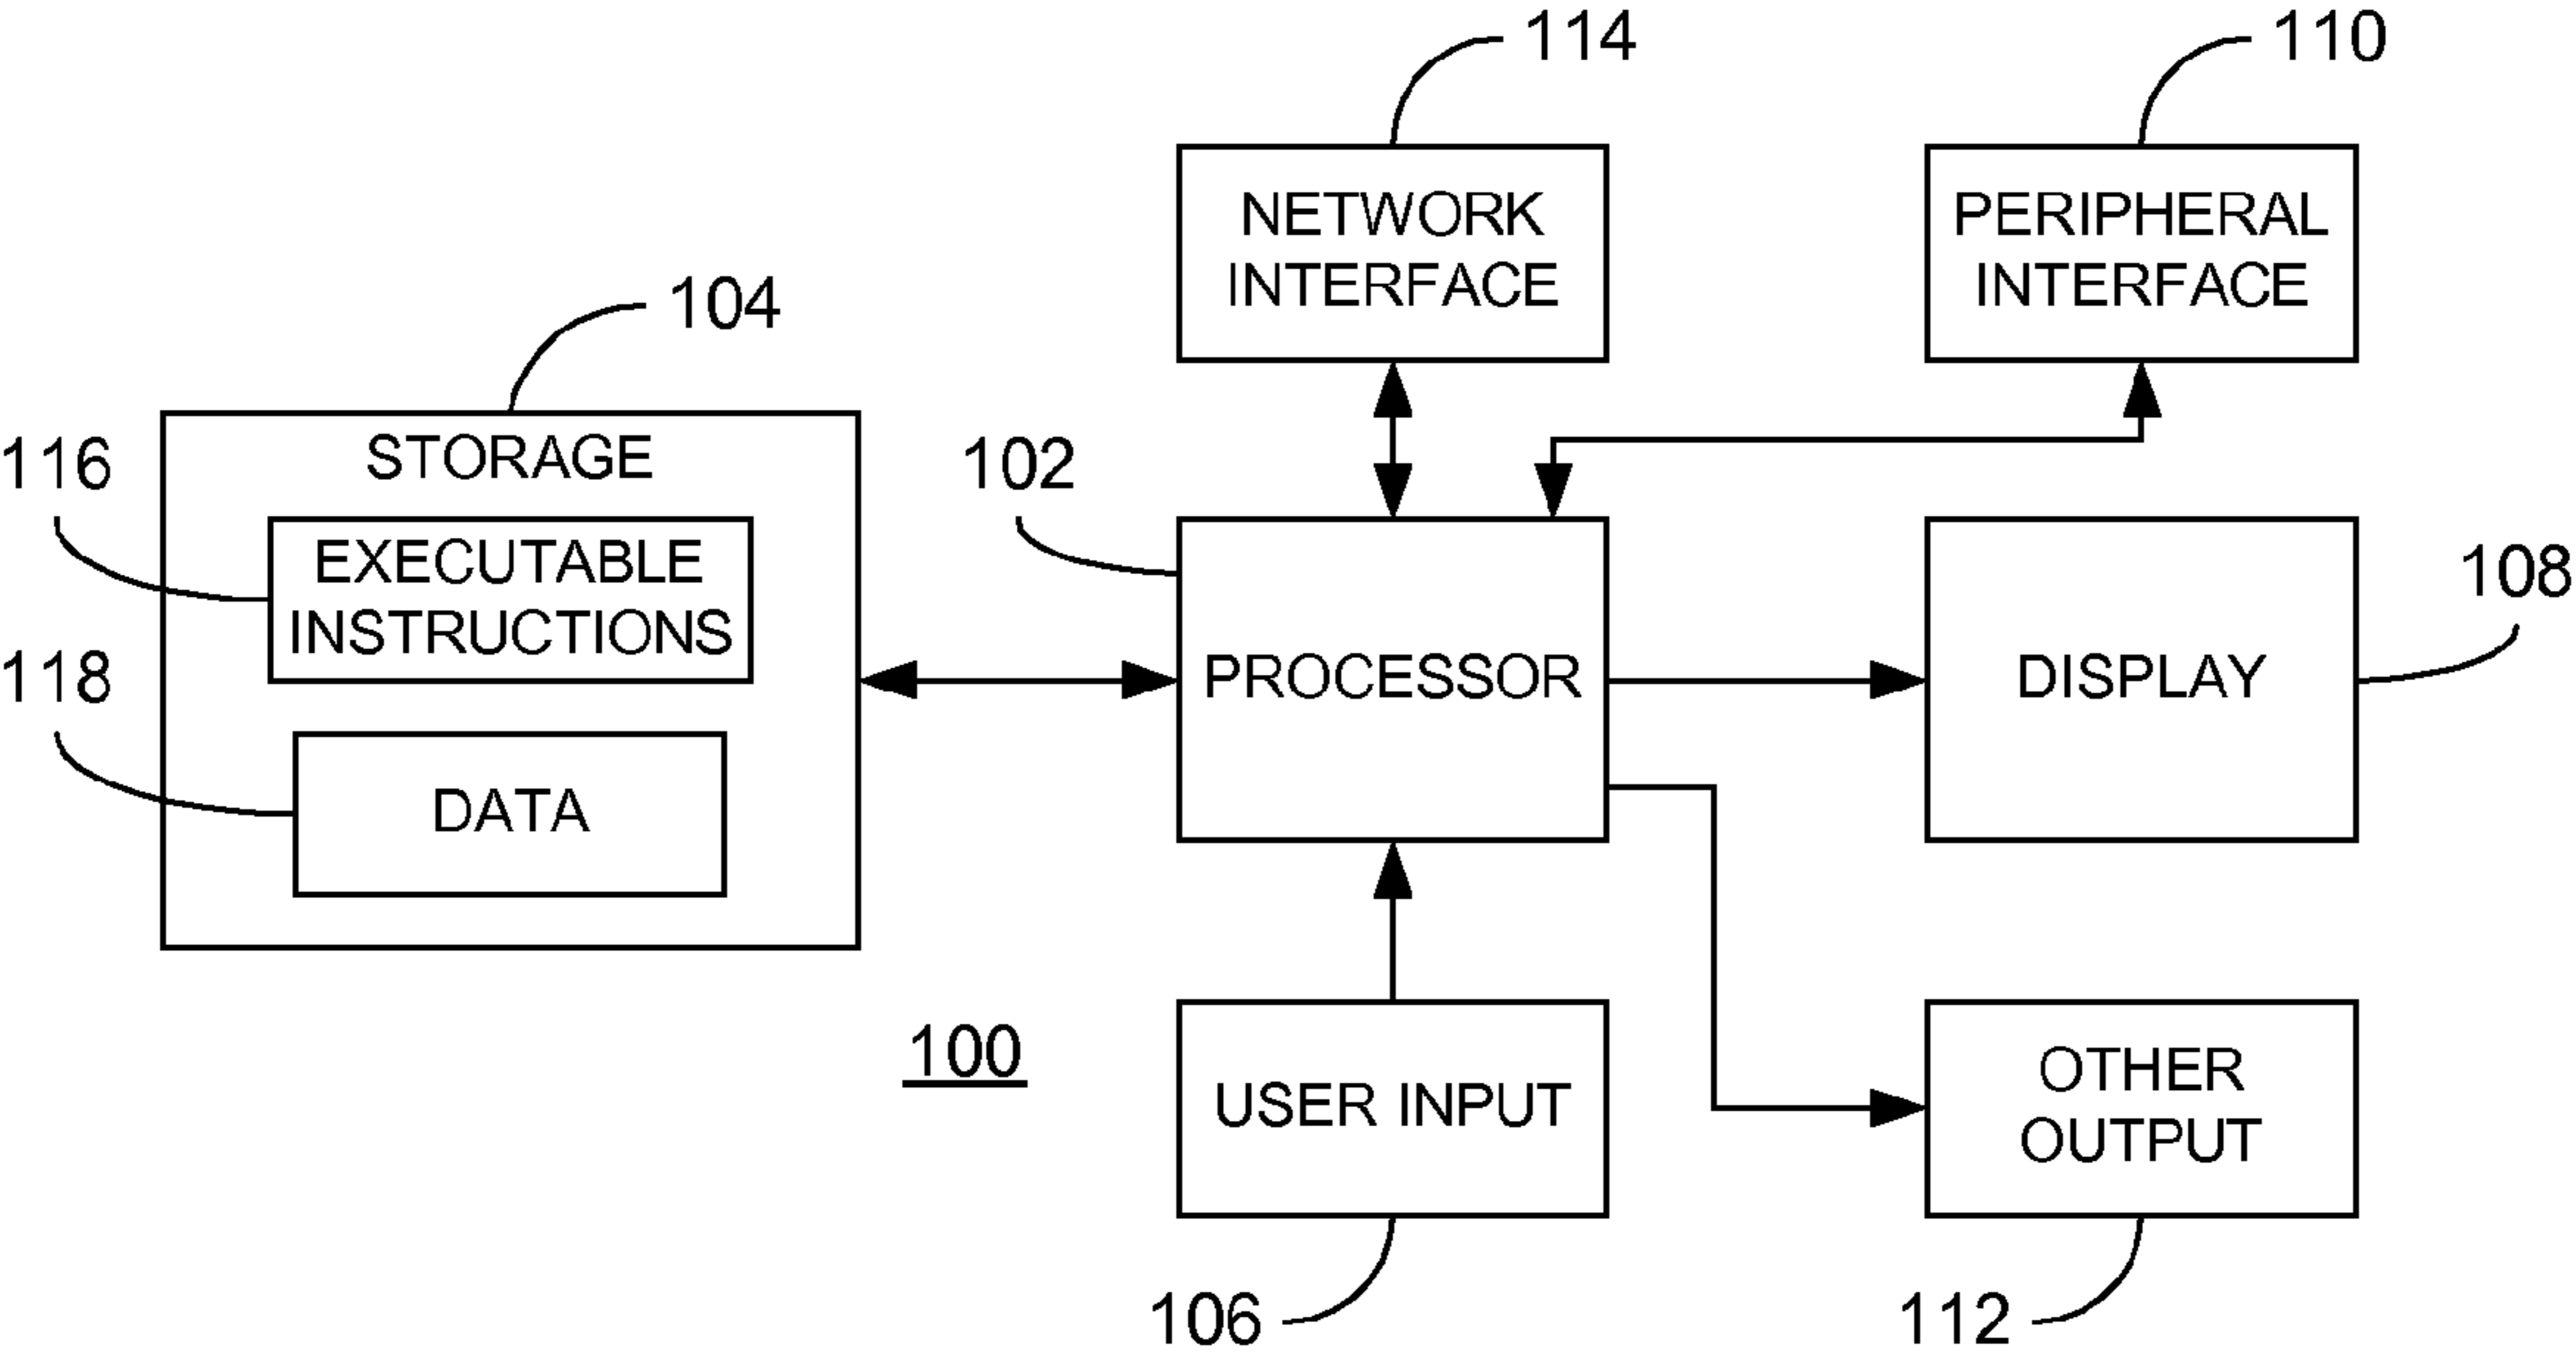 114
110
NETWORK
INTERFACE
PERIPHERAL
INTERFACE
104
STORAGE
116
EXECUTABLE
INSTRUCTIONS
118
DATA
102
PROCESSOR
DISPLAY
108
100
USER INPUT
OTHER
OUTPUT
106
112